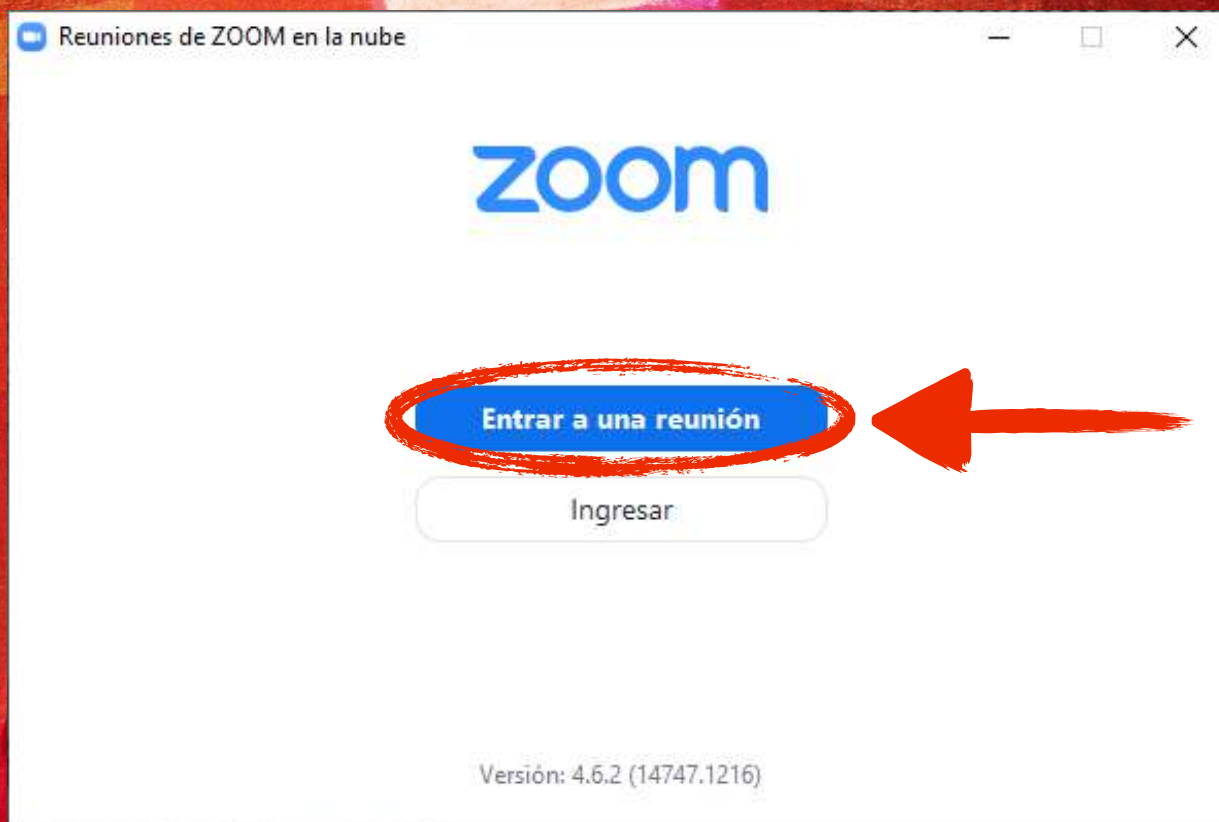 Reuniones de ZOOM en la nube
zoom
Entrar a una reunión
Ingresar
Versión: 4.6.2 (14747.1216)